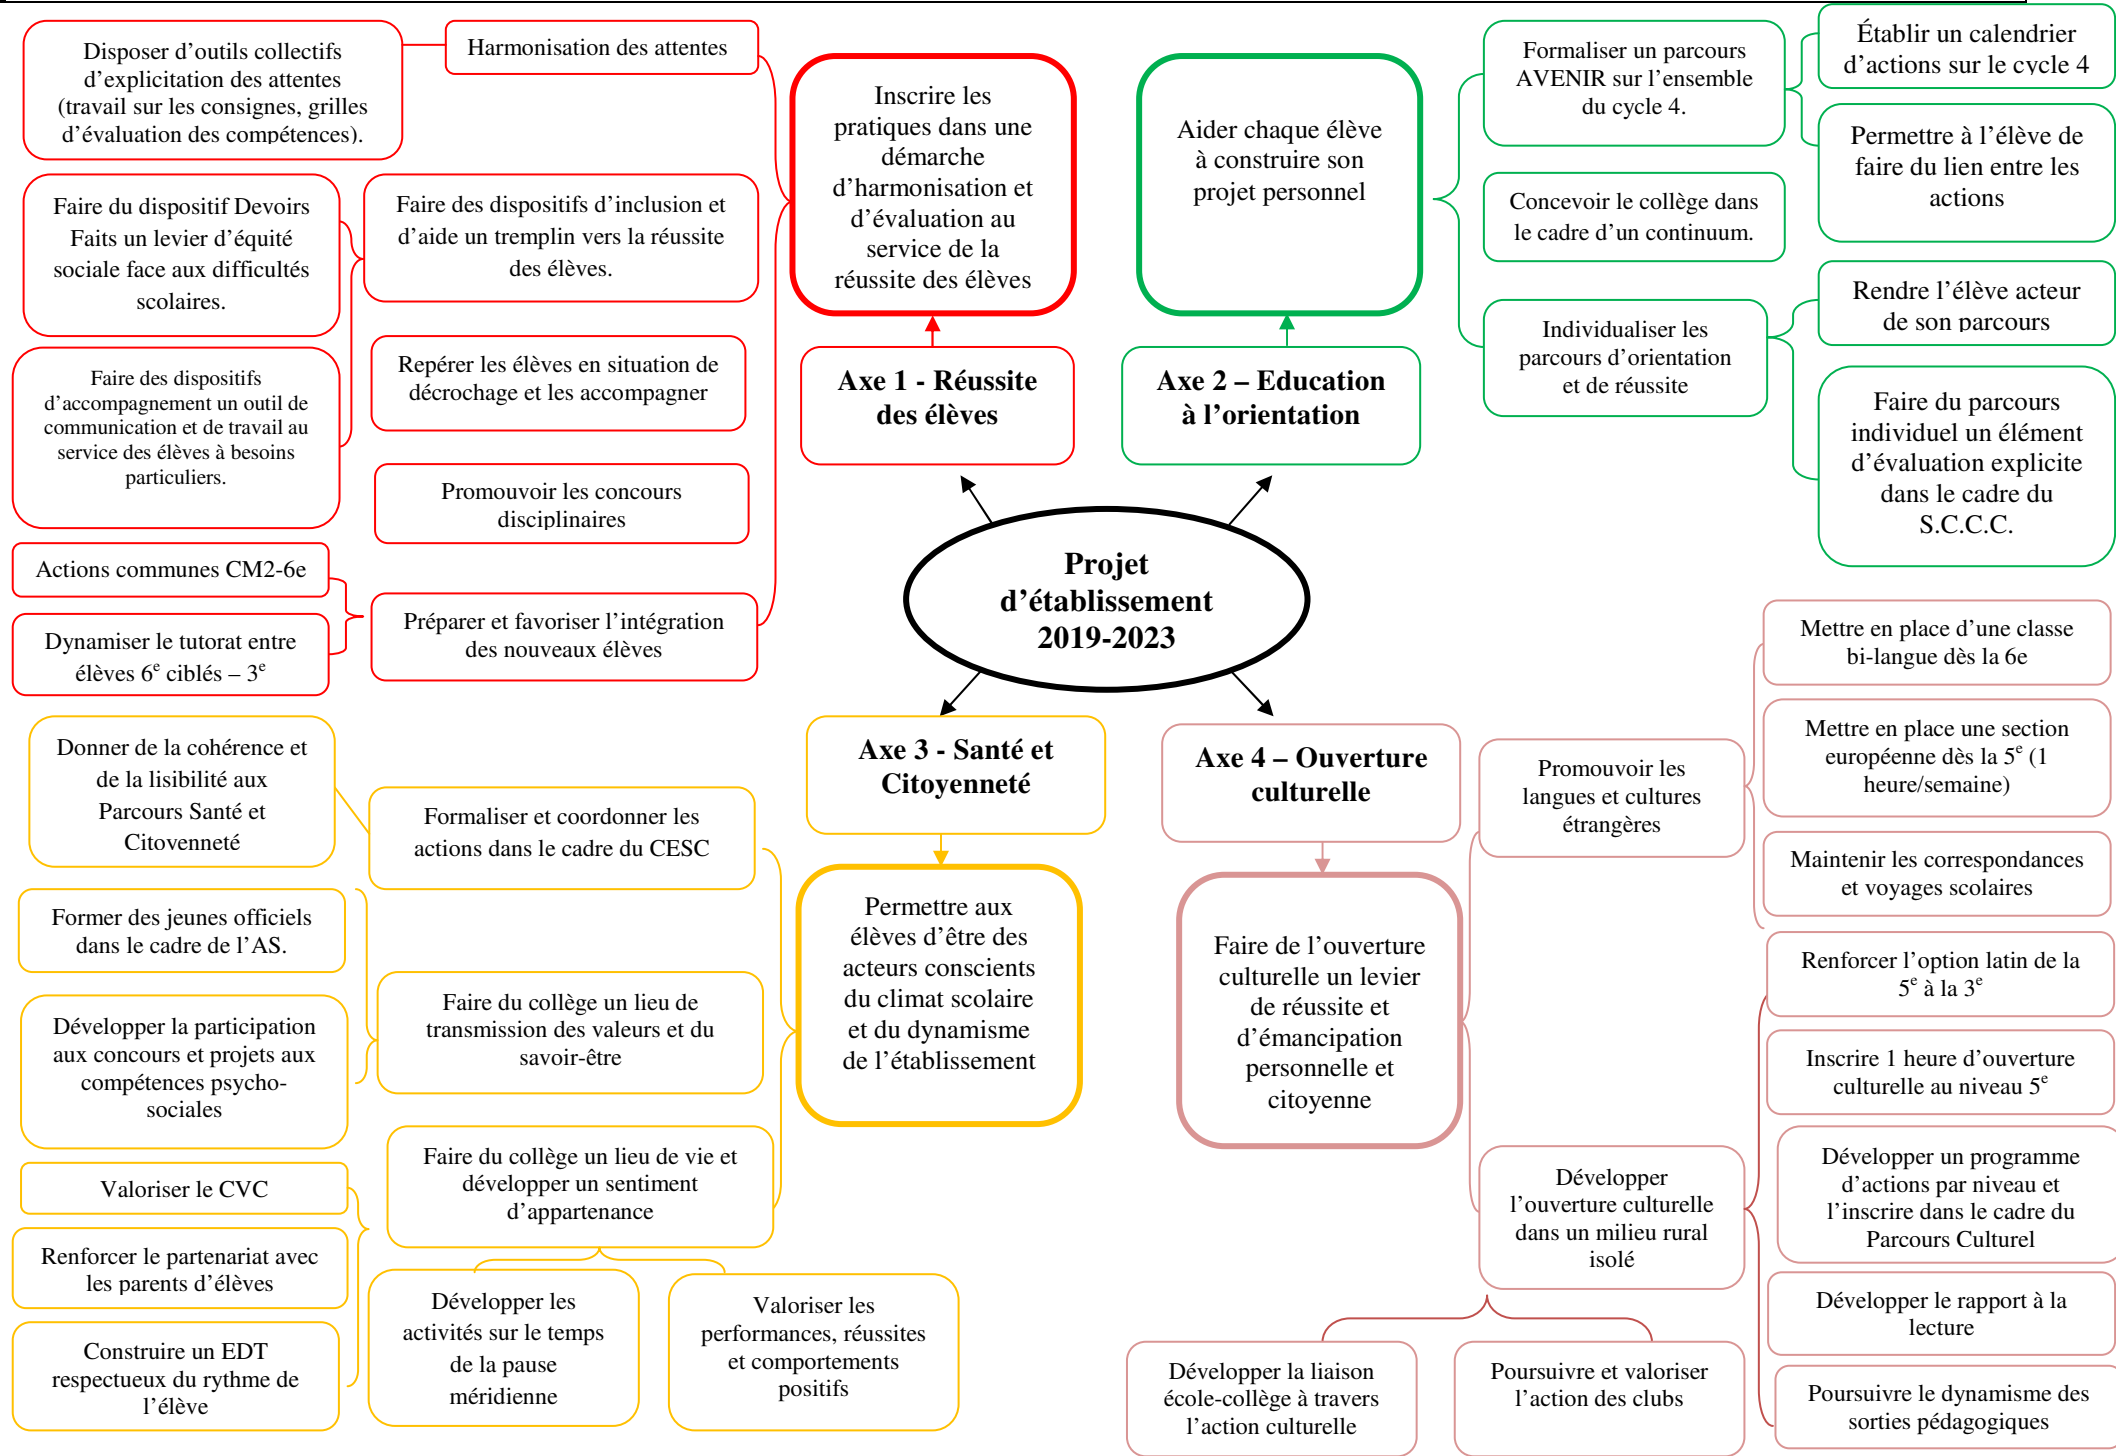 Disposer d’outils collectifs
d’explicitation des attentes
(travail sur les consignes, grilles
d’évaluation des compétences).
Harmonisation des attentes
Faire du dispositif Devoirs
Faits un levier d’équité
sociale face aux difficultés
scolaires.
Faire des dispositifs d’inclusion et
d’aide un tremplin vers la réussite
des élèves.
Faire des dispositifs
d’accompagnement un outil de
communication et de travail au
service des élèves à besoins
particuliers.
Repérer les élèves en situation de
décrochage et les accompagner
Promouvoir les concours
disciplinaires
Actions communes CM2-6e
Dynamiser le tutorat entre
élèves 6e ciblés – 3e
Préparer et favoriser l’intégration
des nouveaux élèves
Inscrire les
pratiques dans une
démarche
d’harmonisation et
d’évaluation au
service de la
réussite des élèves
Axe 1 - Réussite
des élèves
Aider chaque élève
à construire son
projet personnel
Axe 2 – Education
à l’orientation
Formaliser un parcours
AVENIR sur l’ensemble
du cycle 4.
Établir un calendrier
d’actions sur le cycle 4
Permettre à l’élève de
faire du lien entre les
actions
Concevoir le collège dans
le cadre d’un continuum.
Individualiser les
parcours d’orientation
et de réussite
Rendre l’élève acteur
de son parcours
Faire du parcours
individuel un élément
d’évaluation explicite
dans le cadre du
S.C.C.C.
Projet
d’établissement
2019-2023
Donner de la cohérence et
de la lisibilité aux
Parcours Santé et
Citoyenneté
Formaliser et coordonner les
actions dans le cadre du CESC
Former des jeunes officiels
dans le cadre de l’AS.
Développer la participation
aux concours et projets aux
compétences psycho-
sociales
Faire du collège un lieu de
transmission des valeurs et du
savoir-être
Valoriser le CVC
Renforcer le partenariat avec
les parents d’élèves
Construire un EDT
respectueux du rythme de
l’élève
Faire du collège un lieu de vie et
développer un sentiment
d’appartenance
Développer les
activités sur le temps
de la pause
méridienne
Valoriser les
performances, réussites
et comportements
positifs
Axe 3 - Santé et
Citoyenneté
Permettre aux
élèves d’être des
acteurs conscients
du climat scolaire
et du dynamisme
de l’établissement
Axe 4 – Ouverture
culturelle
Faire de l’ouverture
culturelle un levier
de réussite et
d’émancipation
personnelle et
citoyenne
Promouvoir les
langues et cultures
étrangères
Mettre en place d’une classe
bi-langue dès la 6e
Mettre en place une section
européenne dès la 5e (1
heure/semaine)
Maintenir les correspondances
et voyages scolaires
Développer
l’ouverture culturelle
dans un milieu rural
isolé
Renforcer l’option latin de la
5e à la 3e
Inscrire 1 heure d’ouverture
culturelle au niveau 5e
Développer un programme
d’actions par niveau et
l’inscrire dans le cadre du
Parcours Culturel
Développer le rapport à la
lecture
Poursuivre le dynamisme des
sorties pédagogiques
Développer la liaison
école-collège à travers
l’action culturelle
Poursuivre et valoriser
l’action des clubs